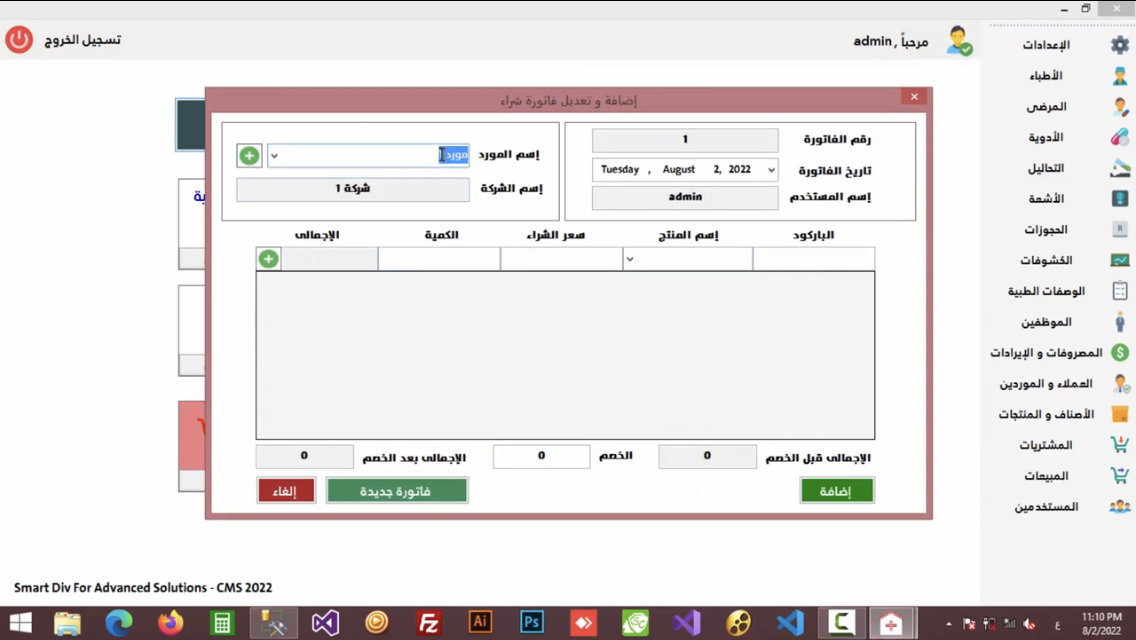 مرحباً , admin
تسجيل الخروج
الإعدادات
الأطباء
المرضى
الأدوية
التحاليل
الأشعة
الحجوزات
الكشوفات
الوصفات الطبية
الموظفين
المصروفات و الإيرادات
العملاء و الموردين
الأصناف و المنتجات
المشتريات
المبيعات
المستخدمين
إضافة و تعديل فاتورة شراء
رقم الفاتورة 1
تاريخ الفاتورة Tuesday , August 2, 2022
إسم المستخدم admin
إسم المورد مورد
إسم الشركة شركة 1
الباركود إسم المنتج سعر الشراء الكمية الإجمالى
الإجمالى قبل الخصم 0 الخصم 0 الإجمالى بعد الخصم 0
إضافة فاتورة جديدة إلغاء
Smart Div For Advanced Solutions - CMS 2022
Ai
Ps
ع
11:10 PM
8/2/2022